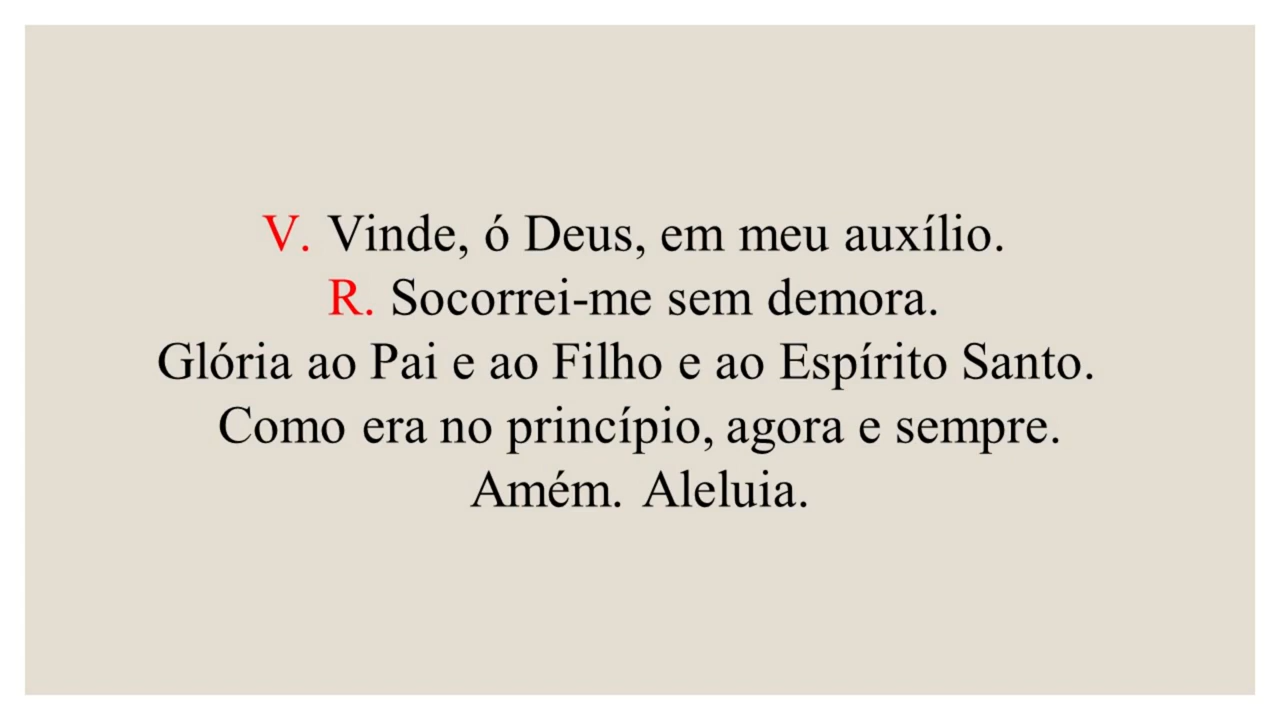 V. Vinde, ó Deus, em meu auxílio.
R. Socorrei-me sem demora.
Glória ao Pai e ao Filho e ao Espírito Santo.
Como era no princípio, agora e sempre.
Amém. Aleluia.